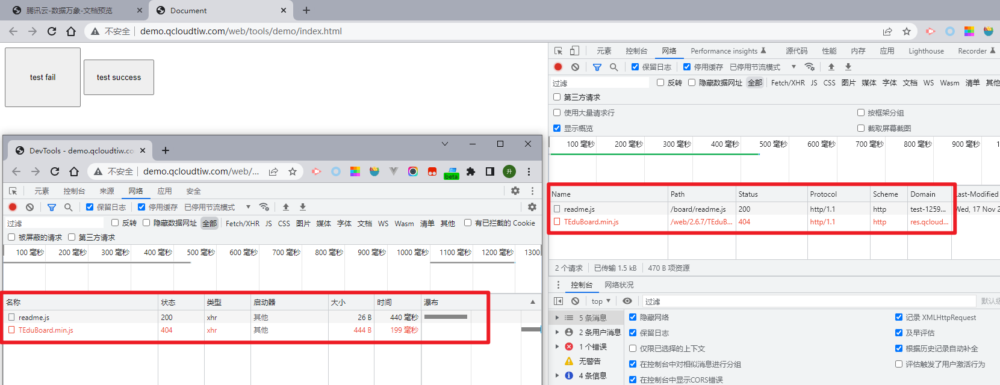 腾讯云-数据万象-文档预览
Document
不安全 demo.qcloudtiw.com/web/tools/demo/index.html
test fail
test success
元素 控制台 网络 Performance insights 源代码 性能 内存 应用 Lighthouse Recorder
保留日志 停用缓存 已停用节流模式
过滤 反转 隐藏数据网址 全部 Fetch/XHR JS CSS 图片 媒体 字体 文档 WS Wasm 清单 其他
第三方请求
使用大量请求行 按框架分组
显示概览 截取屏幕截图
100 毫秒 200 毫秒 300 毫秒 400 毫秒 500 毫秒 600 毫秒 700 毫秒 800 毫秒 900 毫秒 1
Name Path Status Protocol Scheme Domain Last-Modified
readme.js /board/readme.js 200 http/1.1 http test-1259... Wed, 17 Nov 2
TEduBoard.min.js /web/2.6.7/TEduB... 404 http/1.1 http res.qcloud...
2 个请求 已传输 1.5 kB 470 B 项资源
控制台 网络状况
top 过滤 默认级
5 条消息
2 条用户消息
1 个错误
无警告
4 条信息
隐藏网络 记录 XMLHttpRequest
保留日志 及早评估
仅限已选择的上下文 根据历史记录自动补全
在控制台中对相似消息进行分组 评估触发了用户激活行为
在控制台中显示CORS错误
DevTools - demo.qcloudtiw.co
不安全 demo.qcloudtiw.com/web/... beta 升
元素 控制台 来源 网络 应用 安全
保留日志 停用缓存 已停用节流模式
过滤 反转 隐藏数据网址 全部 Fetch/XHR JS CSS 图片 媒体 字体 文档 WS Wasm 清单 其他 有已拦截的 Cookie
被屏蔽的请求 第三方请求
100 毫秒 200 毫秒 300 毫秒 400 毫秒 500 毫秒 600 毫秒 700 毫秒 800 毫秒 900 毫秒 1000 毫秒 1100 毫秒 1200 毫秒 1300
名称 状态 类型 启动器 大小 时间 瀑布
readme.js 200 xhr 其他 26 B 440 毫秒
TEduBoard.min.js 404 xhr 其他 444 B 199 毫秒